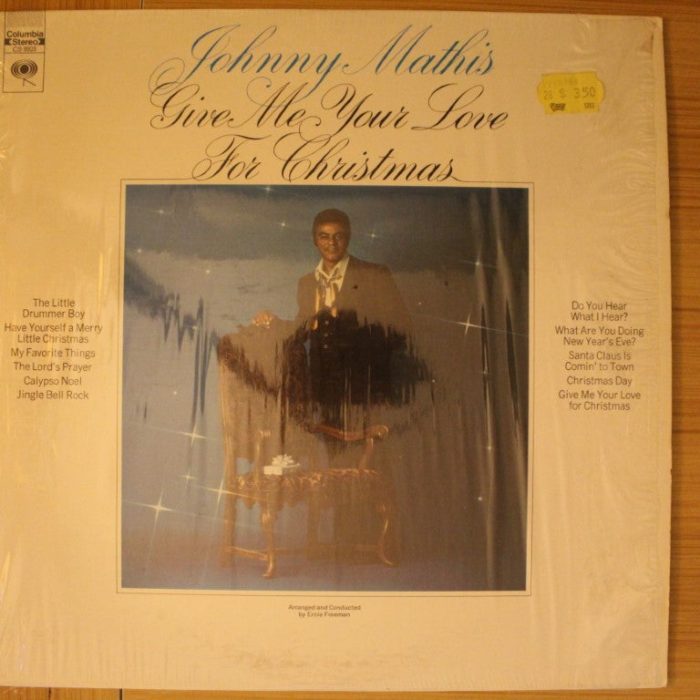 Columbia
Stereo
Johnny Mathis
Give Me Your Love
For Christmas
3.50
The Little
Drummer Boy
Have Yourself a Merry
Little Christmas
My Favorite Things
The Lord's Prayer
Calypso Noel
Jingle Bell Rock
Do You Hear
What I Hear?
What Are You Doing
New Year's Eve?
Santa Claus Is
Comin' to Town
Christmas Day
Give Me Your Love
for Christmas
Arranged and Conducted
by Ernie Freeman